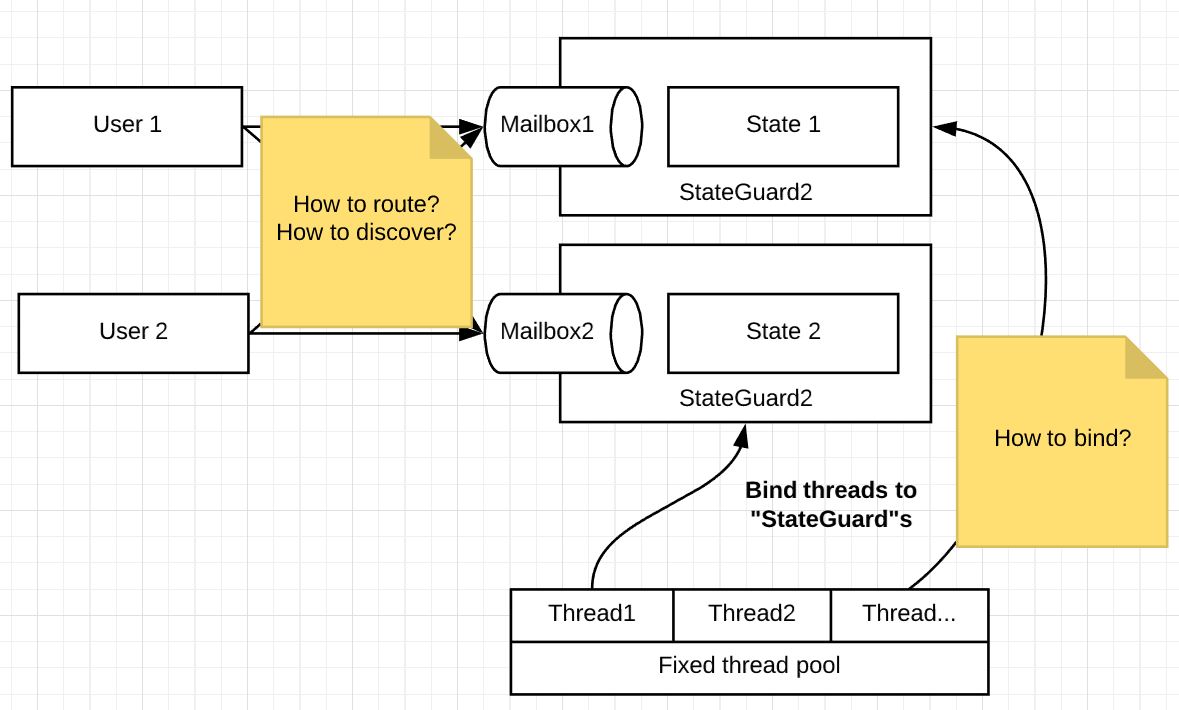 User 1
Mailbox1
State 1
StateGuard2
How to route?
How to discover?
User 2
Mailbox2
State 2
StateGuard2
How to bind?
Bind threads to
"StateGuard"s
Thread1
Thread2
Thread...
Fixed thread pool